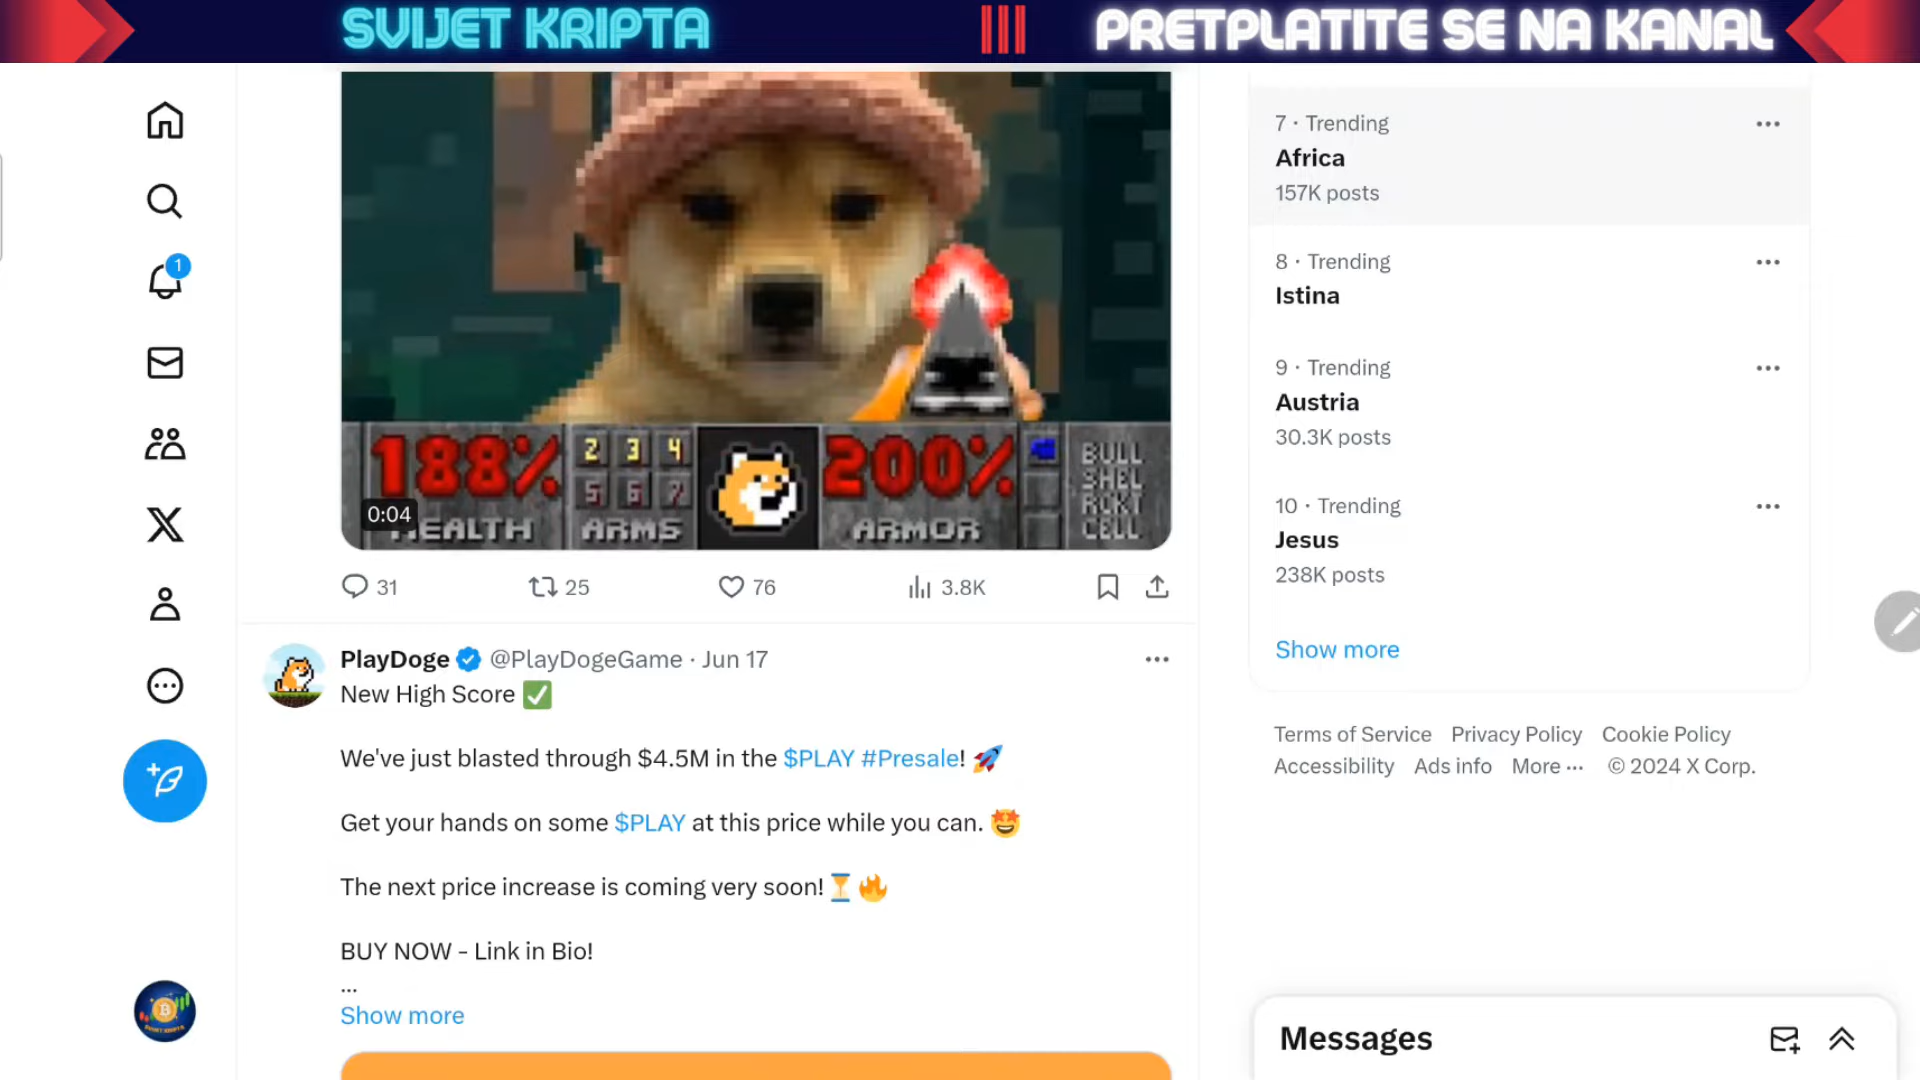 SVIJET KRIPTA
PRETPLATITE SE NA KANAL
188%
HEALTH
2 3 4
5 6 7
ARMS
200%
ARMOR
BULL
SHEL
RCKT
CELL
0:04
31
25
76
3.8K
PlayDoge @PlayDogeGame · Jun 17
New High Score ✅
We've just blasted through $4.5M in the $PLAY #Presale! 🚀
Get your hands on some $PLAY at this price while you can. 🤩
The next price increase is coming very soon!⏳🔥
BUY NOW - Link in Bio!
...
Show more
1
7 · Trending
Africa
157K posts
8 · Trending
Istina
9 · Trending
Austria
30.3K posts
10 · Trending
Jesus
238K posts
Show more
Terms of Service Privacy Policy Cookie Policy
Accessibility Ads info More ··· © 2024 X Corp.
Messages